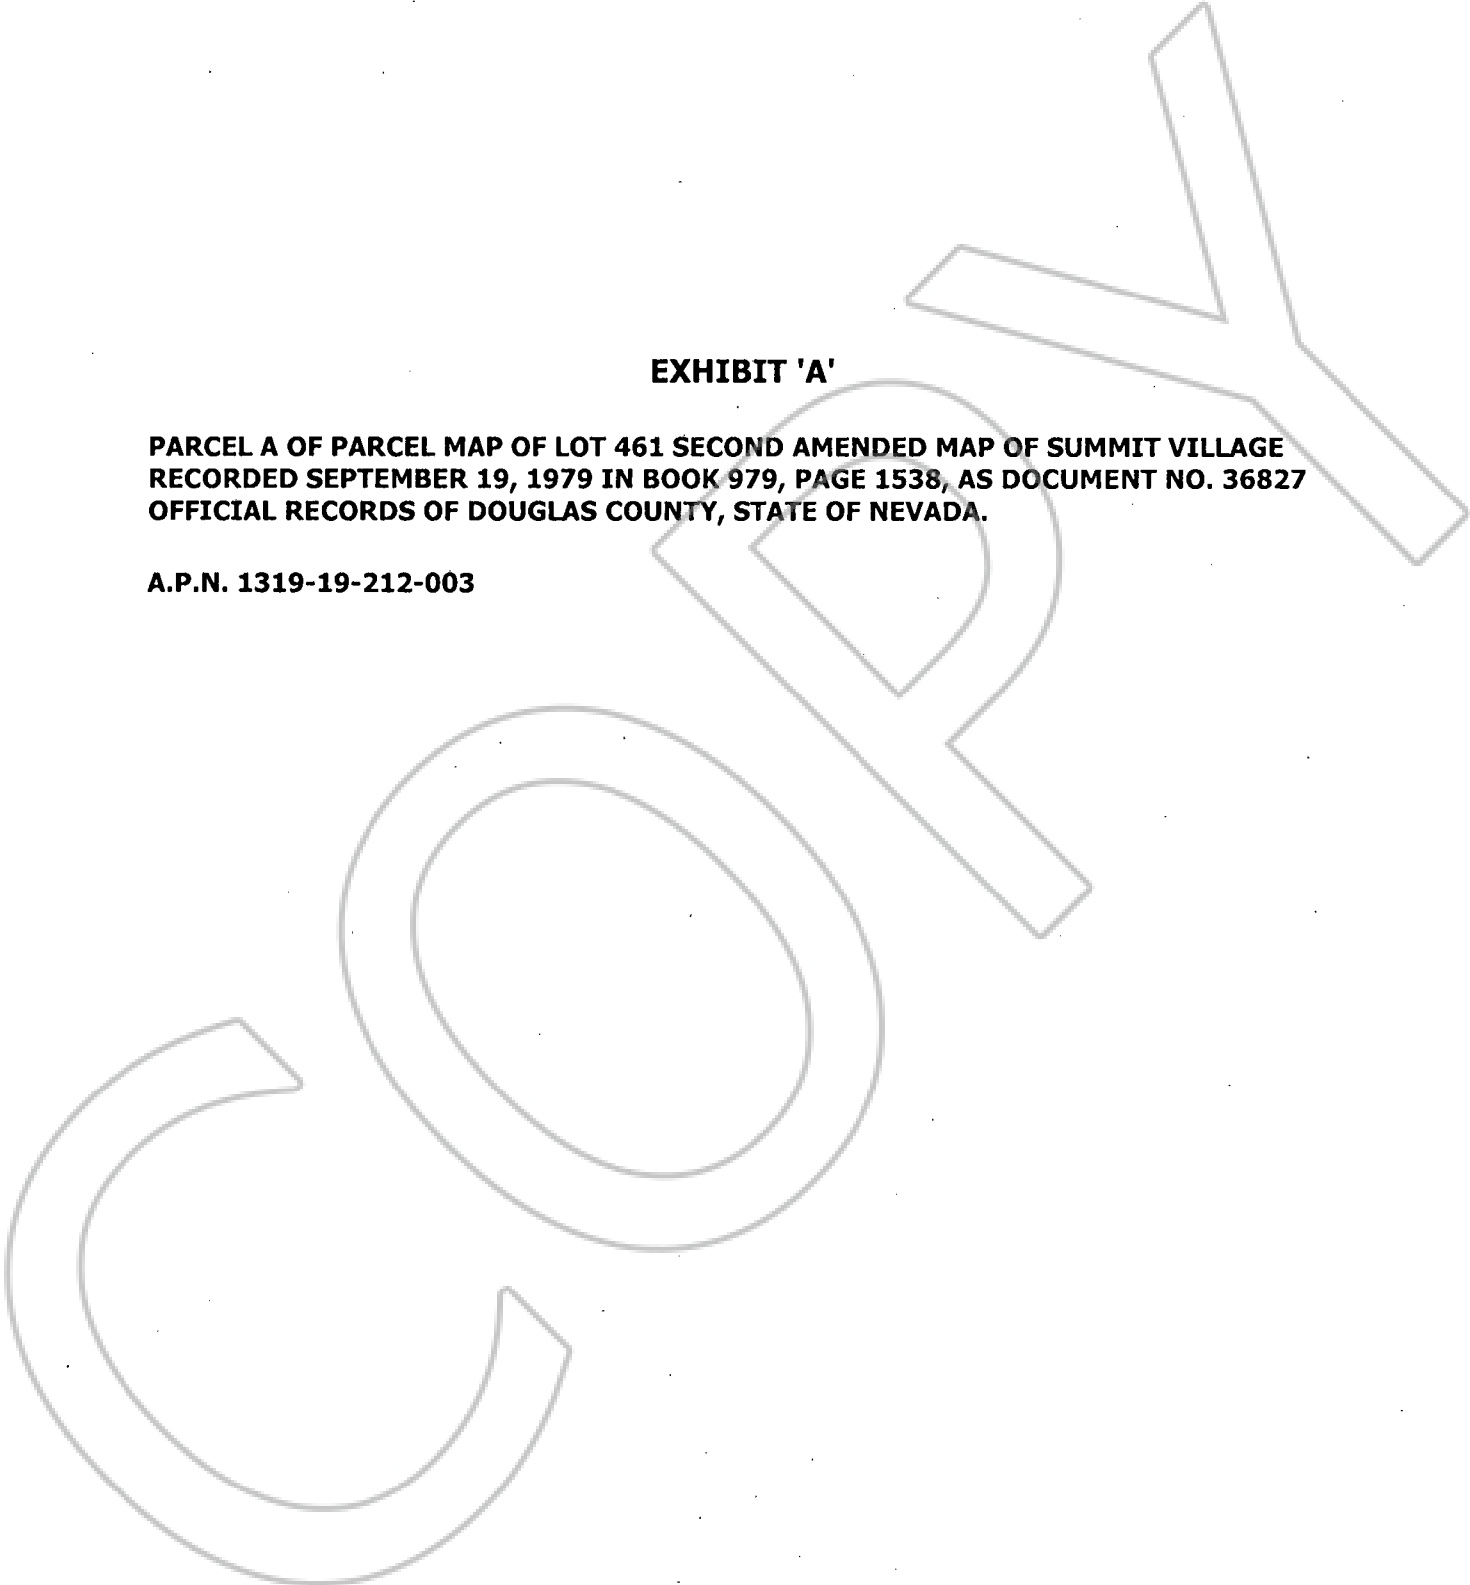 EXHIBIT 'A'
PARCEL A OF PARCEL MAP OF LOT 461 SECOND AMENDED MAP OF SUMMIT VILLAGE
RECORDED SEPTEMBER 19, 1979 IN BOOK 979, PAGE 1538, AS DOCUMENT NO. 36827
OFFICIAL RECORDS OF DOUGLAS COUNTY, STATE OF NEVADA.
A.P.N. 1319-19-212-003
COPY